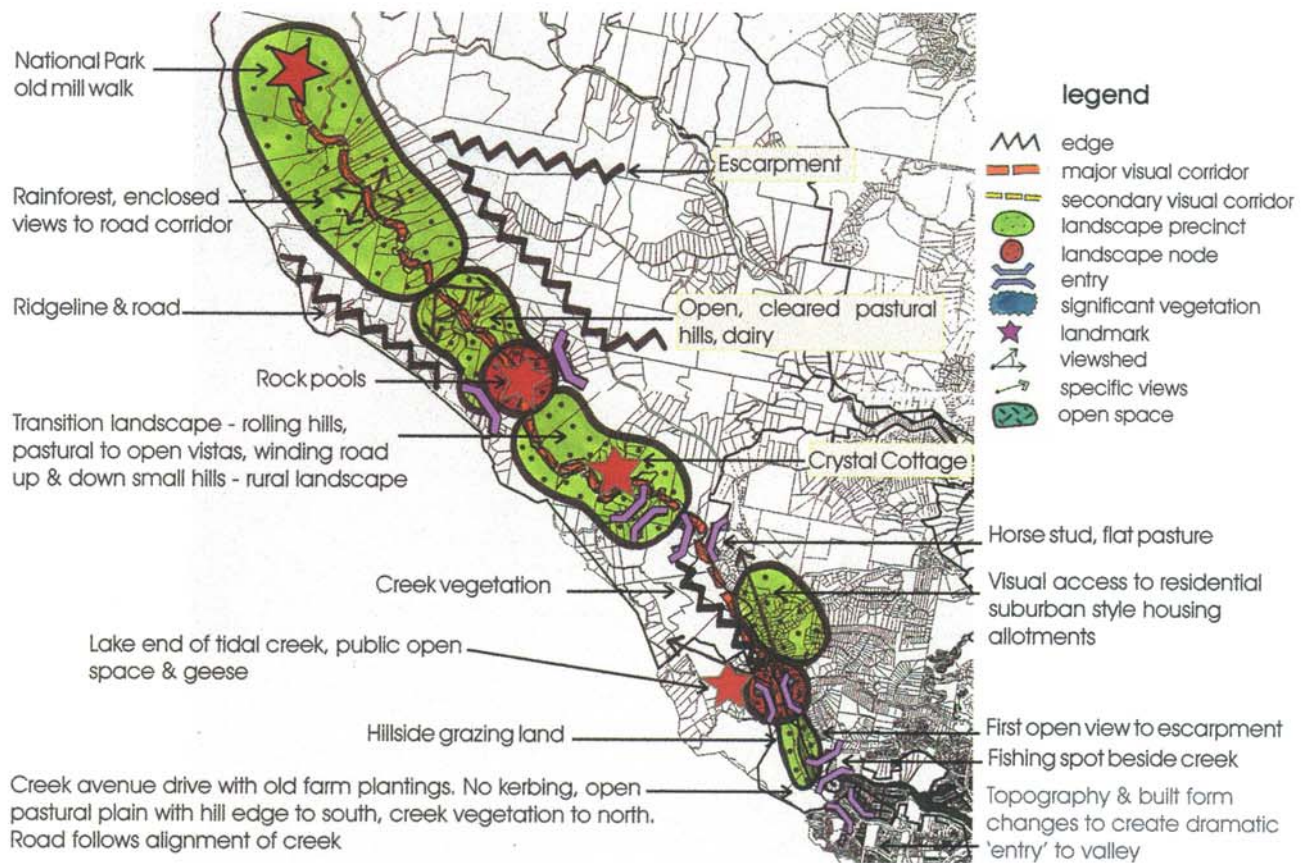 National Park
old mill walk
Rainforest, enclosed
views to road corridor
Ridgeline & road
Rock pools
Transition landscape - rolling hills,
pastural to open vistas, winding road
up & down small hills - rural landscape
Creek vegetation
Lake end of tidal creek, public open
space & geese
Hillside grazing land
Creek avenue drive with old farm plantings. No kerbing, open
pastural plain with hill edge to south, creek vegetation to north.
Road follows alignment of creek
Escarpment
Open, cleared pastural
hills, dairy
Crystal Cottage
legend
edge
major visual corridor
secondary visual corridor
landscape precinct
landscape node
entry
significant vegetation
landmark
viewshed
specific views
open space
Horse stud, flat pasture
Visual access to residential
suburban style housing
allotments
First open view to escarpment
Fishing spot beside creek
Topography & built form
changes to create dramatic
'entry' to valley